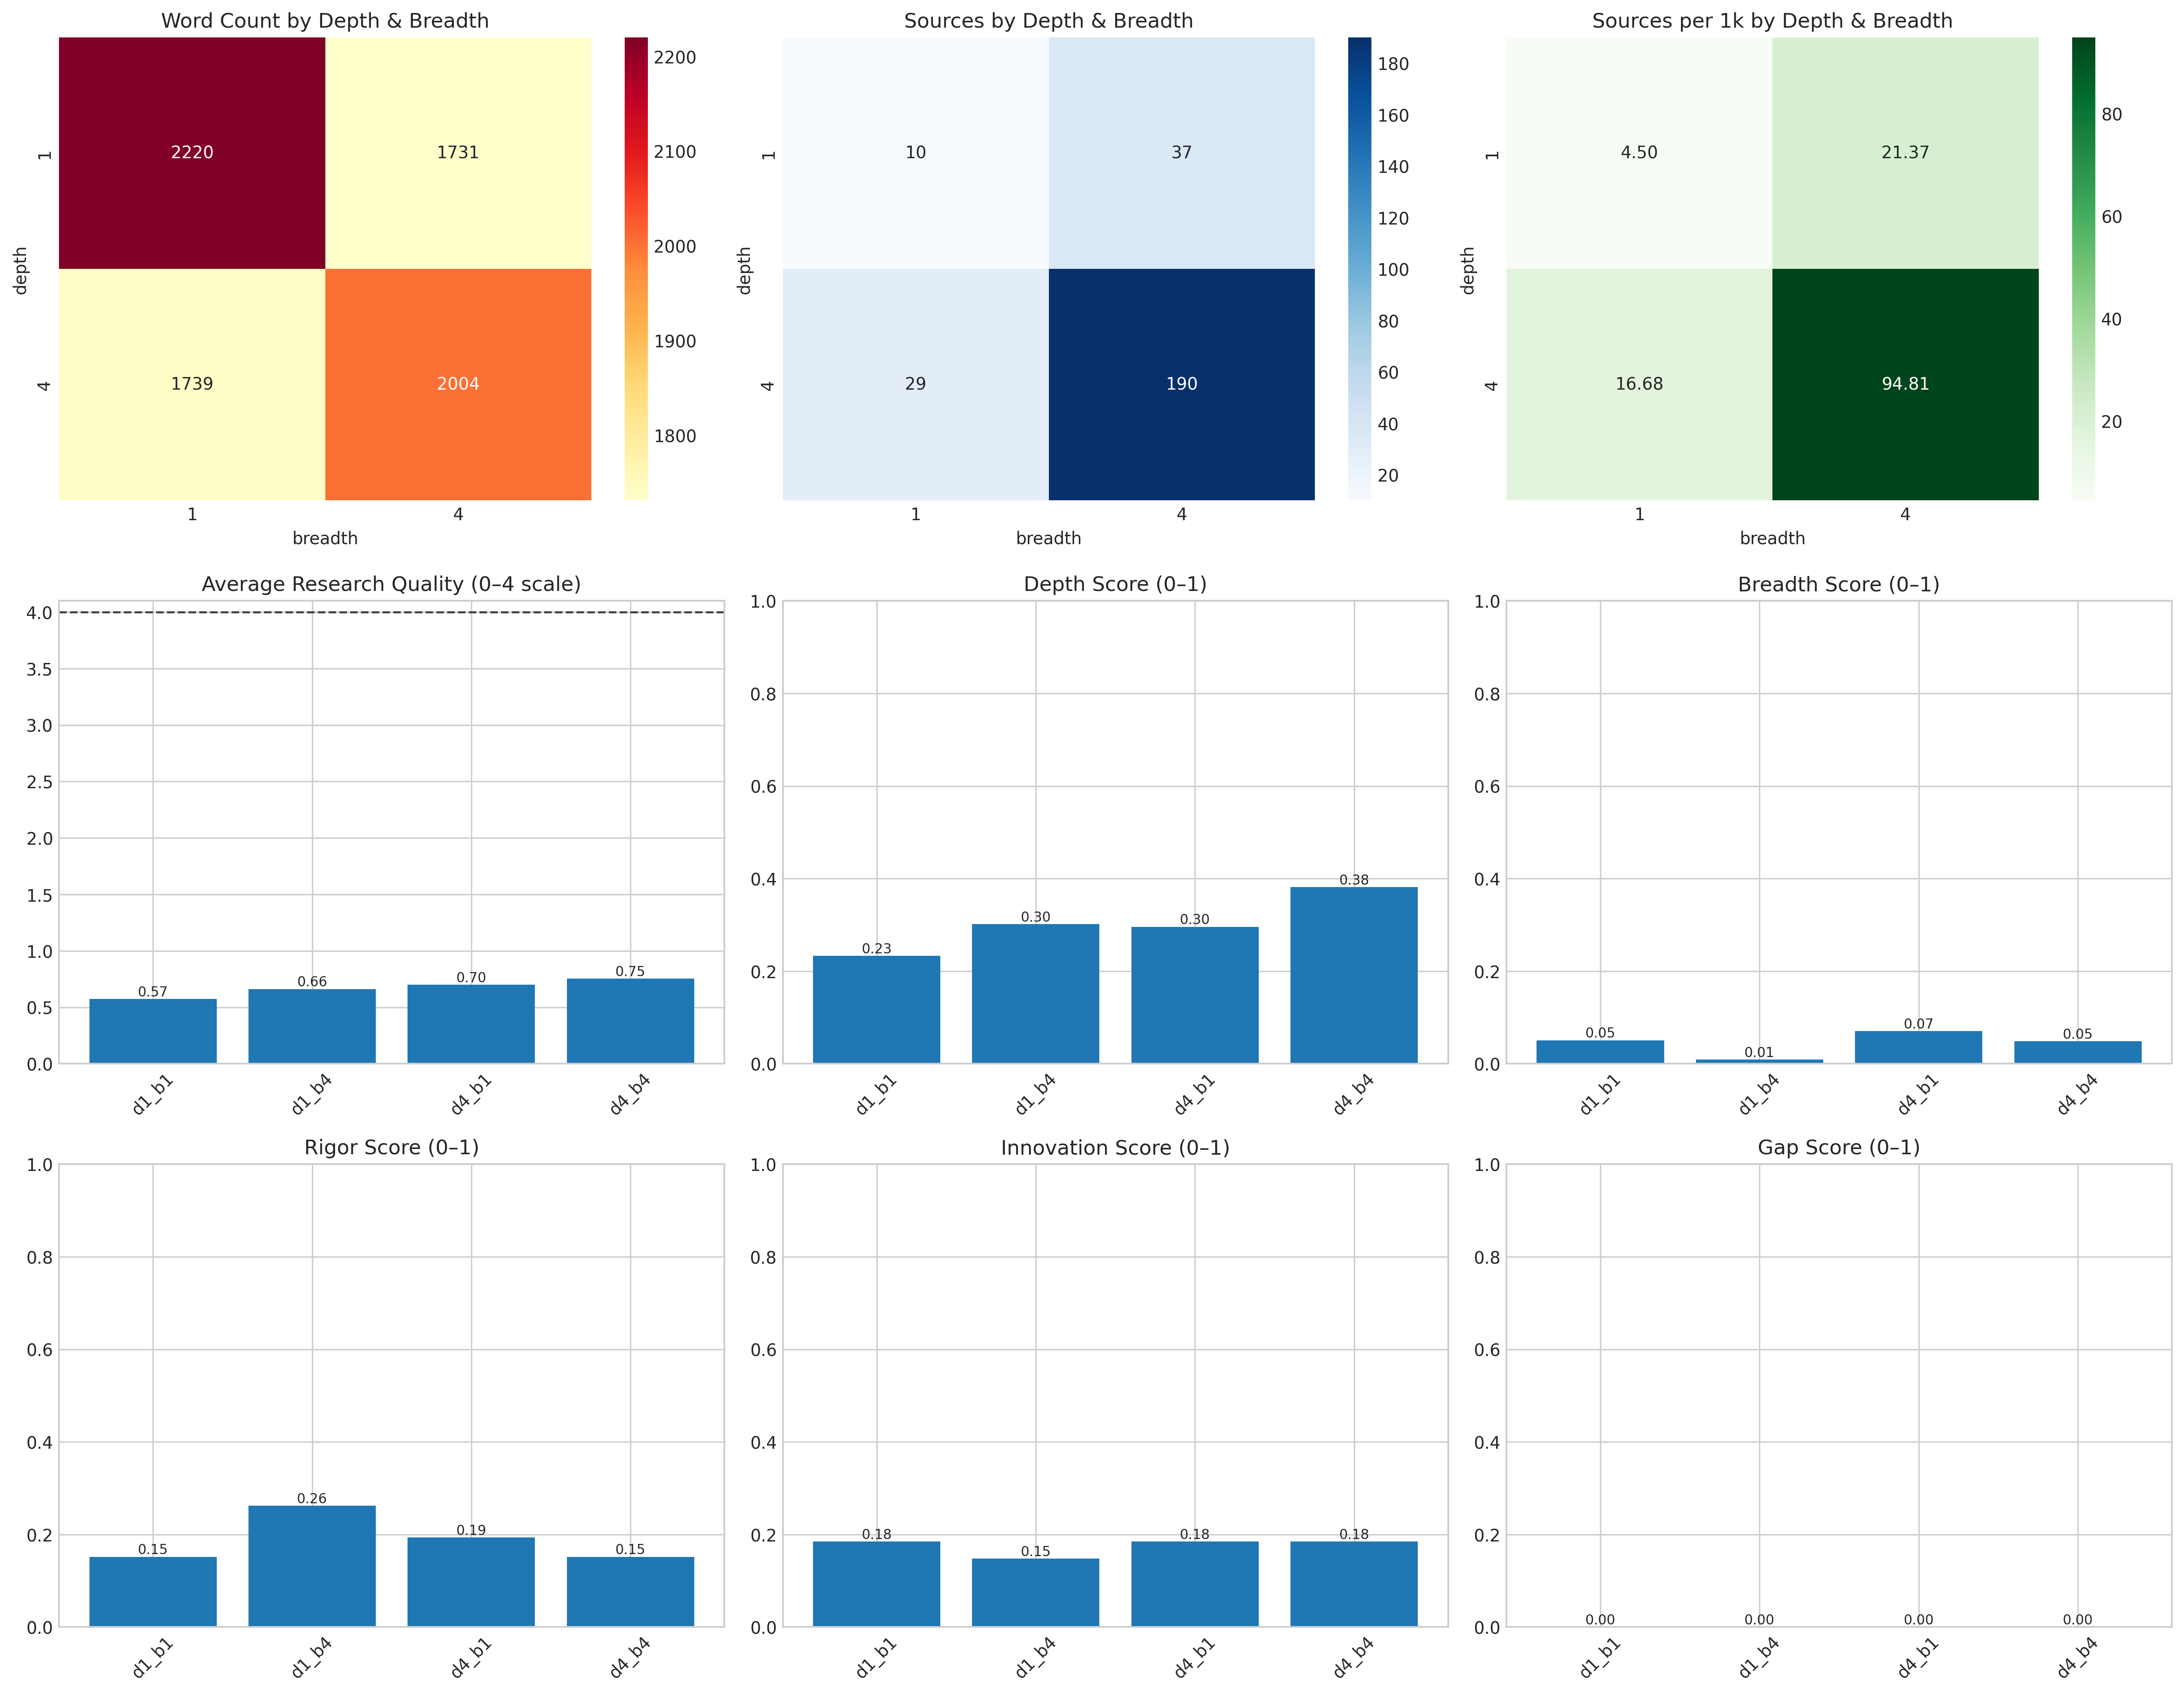 Word Count by Depth & Breadth
2220
1731
1739
2004
1
4
depth
1
4
breadth
2200
2100
2000
1900
1800
Sources by Depth & Breadth
10
37
29
190
1
4
depth
1
4
breadth
180
160
140
120
100
80
60
40
20
Sources per 1k by Depth & Breadth
4.50
21.37
16.68
94.81
1
4
depth
1
4
breadth
80
60
40
20
Average Research Quality (0–4 scale)
4.0
3.5
3.0
2.5
2.0
1.5
1.0
0.5
0.0
0.57
0.66
0.70
0.75
d1_b1
d1_b4
d4_b1
d4_b4
Depth Score (0–1)
1.0
0.8
0.6
0.4
0.2
0.0
0.23
0.30
0.30
0.38
d1_b1
d1_b4
d4_b1
d4_b4
Breadth Score (0–1)
1.0
0.8
0.6
0.4
0.2
0.0
0.05
0.01
0.07
0.05
d1_b1
d1_b4
d4_b1
d4_b4
Rigor Score (0–1)
1.0
0.8
0.6
0.4
0.2
0.0
0.15
0.26
0.19
0.15
d1_b1
d1_b4
d4_b1
d4_b4
Innovation Score (0–1)
1.0
0.8
0.6
0.4
0.2
0.0
0.18
0.15
0.18
0.18
d1_b1
d1_b4
d4_b1
d4_b4
Gap Score (0–1)
1.0
0.8
0.6
0.4
0.2
0.0
0.00
0.00
0.00
0.00
d1_b1
d1_b4
d4_b1
d4_b4